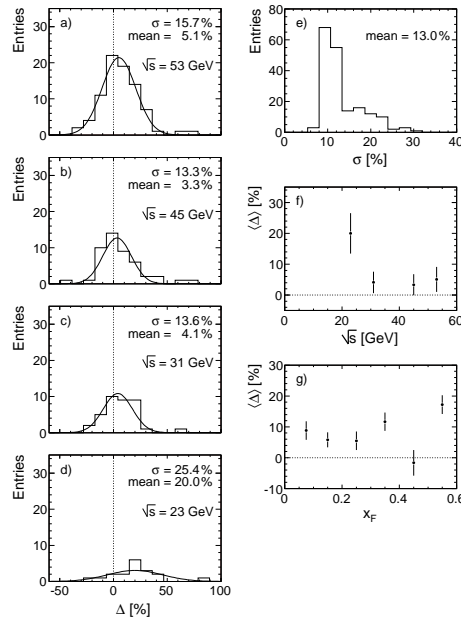 Entries
a)
σ = 15.7%
mean = 5.1%
√s = 53 GeV
30
20
10
0
Entries
b)
σ = 13.3%
mean = 3.3%
√s = 45 GeV
30
20
10
0
Entries
c)
σ = 13.6%
mean = 4.1%
√s = 31 GeV
30
20
10
0
Entries
d)
σ = 25.4%
mean = 20.0%
√s = 23 GeV
30
20
10
0
-50 0 50 100
Δ [%]
Entries
e)
mean = 13.0%
80
60
40
20
0
0 10 20 30 40
σ [%]
⟨Δ⟩ [%]
f)
30
20
10
0
0 20 40 60
√s [GeV]
⟨Δ⟩ [%]
g)
20
10
0
-10
0 0.2 0.4 0.6
x_F